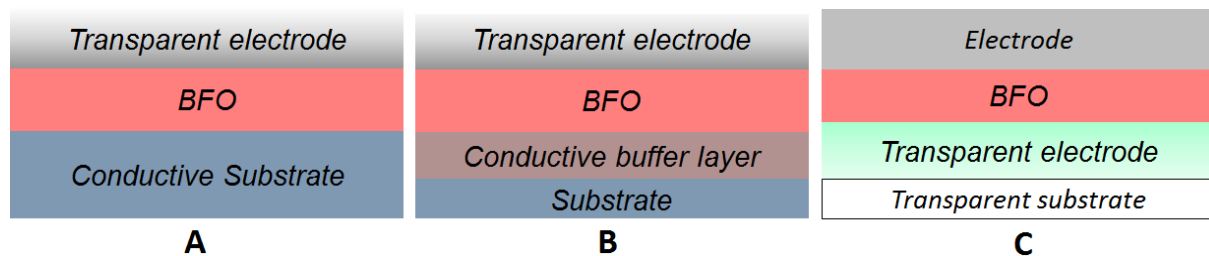 Transparent electrode
BFO
Conductive Substrate
A
Transparent electrode
BFO
Conductive buffer layer
Substrate
B
Electrode
BFO
Transparent electrode
Transparent substrate
C